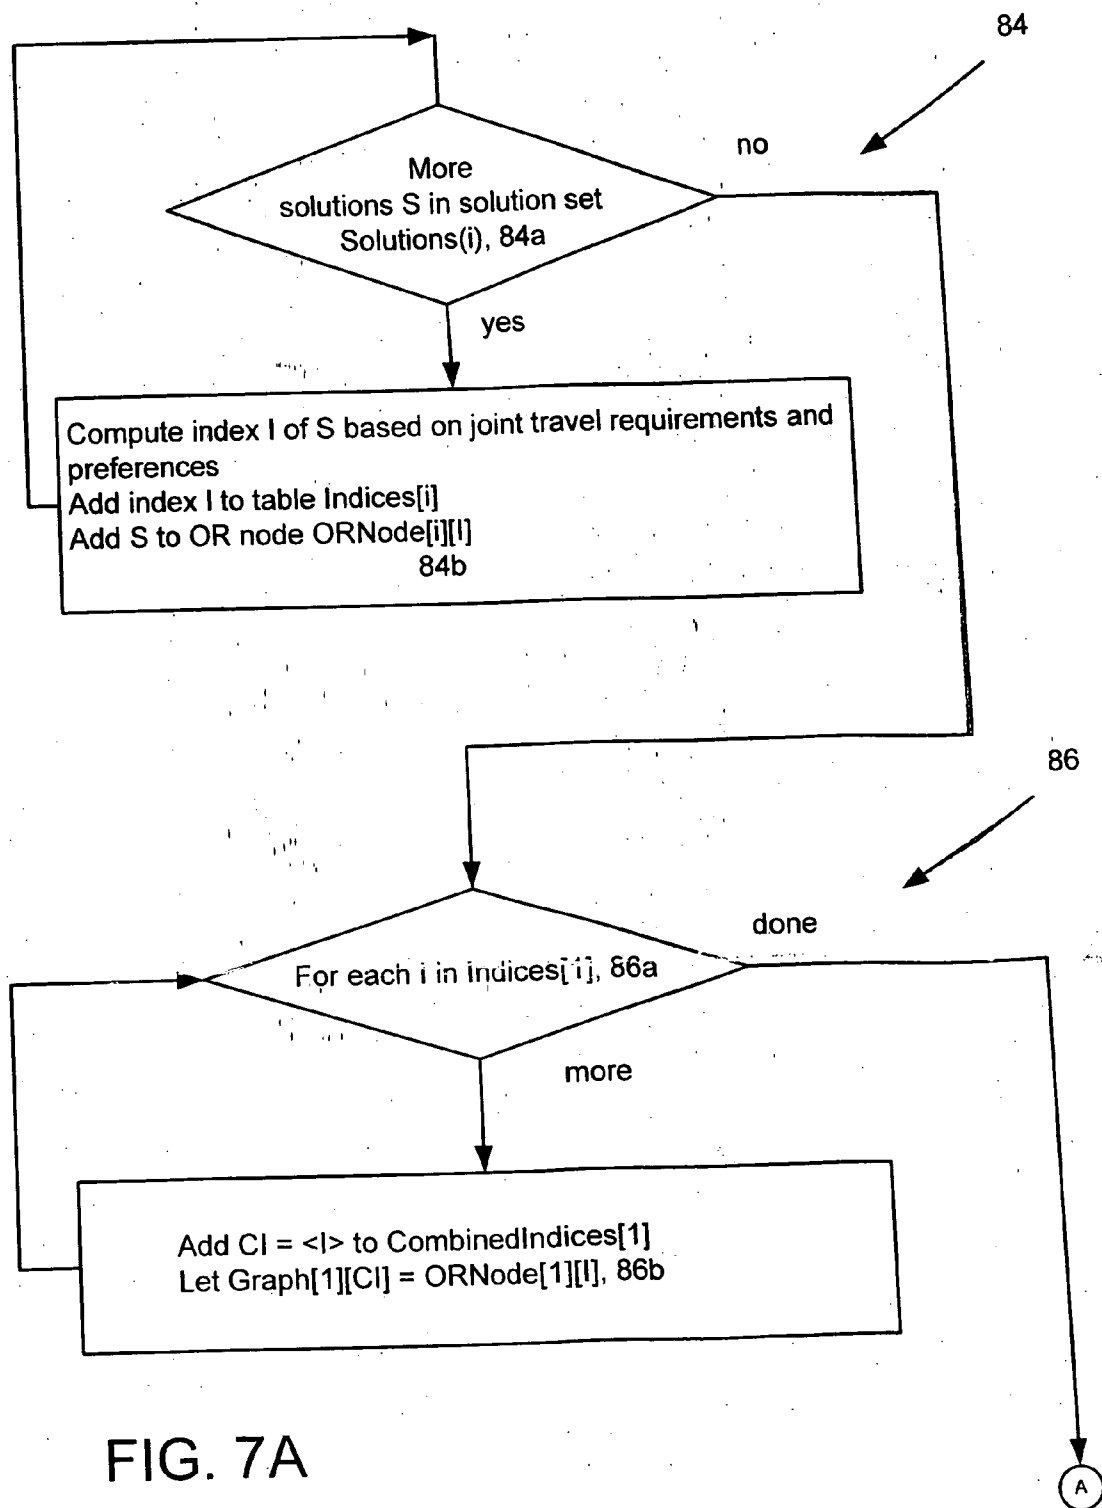 84
no
More
solutions S in solution set
Solutions(i), 84a
yes
Compute index I of S based on joint travel requirements and
preferences
Add index I to table Indices[i]
Add S to OR node ORNode[i][I]
84b
86
done
For each i in Indices[1], 86a
more
Add CI = <I> to CombinedIndices[1]
Let Graph[1][CI] = ORNode[1][I], 86b
FIG. 7A
A